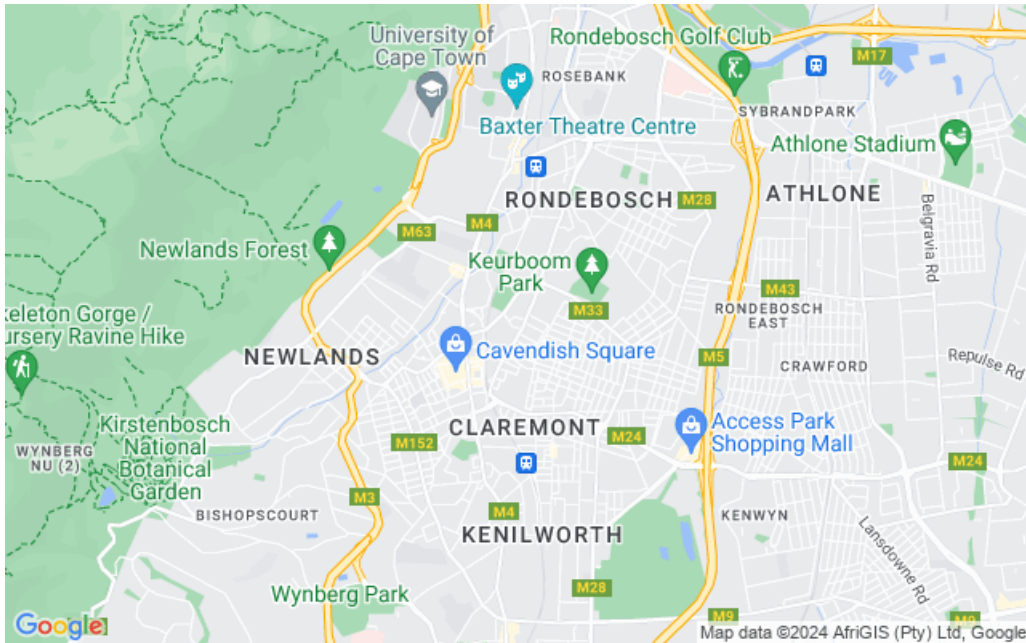 University of
Cape Town
Rondebosch Golf Club
M17
ROSEBANK
SYBRANDPARK
Baxter Theatre Centre
Athlone Stadium
RONDEBOSCH
M28
ATHLONE
Belgravia Rd
M4
M63
Newlands Forest
Keurboom
Park
M43
M33
RONDEBOSCH
EAST
keleton Gorge /
ursery Ravine Hike
NEWLANDS
Cavendish Square
M5
CRAWFORD
Repulse Rd
Kirstenbosch
National
Botanical
Garden
WYNBERG
NU (2)
CLAREMONT
M152
M24
Access Park
Shopping Mall
M24
M3
BISHOPSCOURT
M4
KENILWORTH
KENWYN
Lansdowne Rd
Wynberg Park
M28
M9
M9
Google
Map data ©2024 AfriGIS (Pty) Ltd, Google